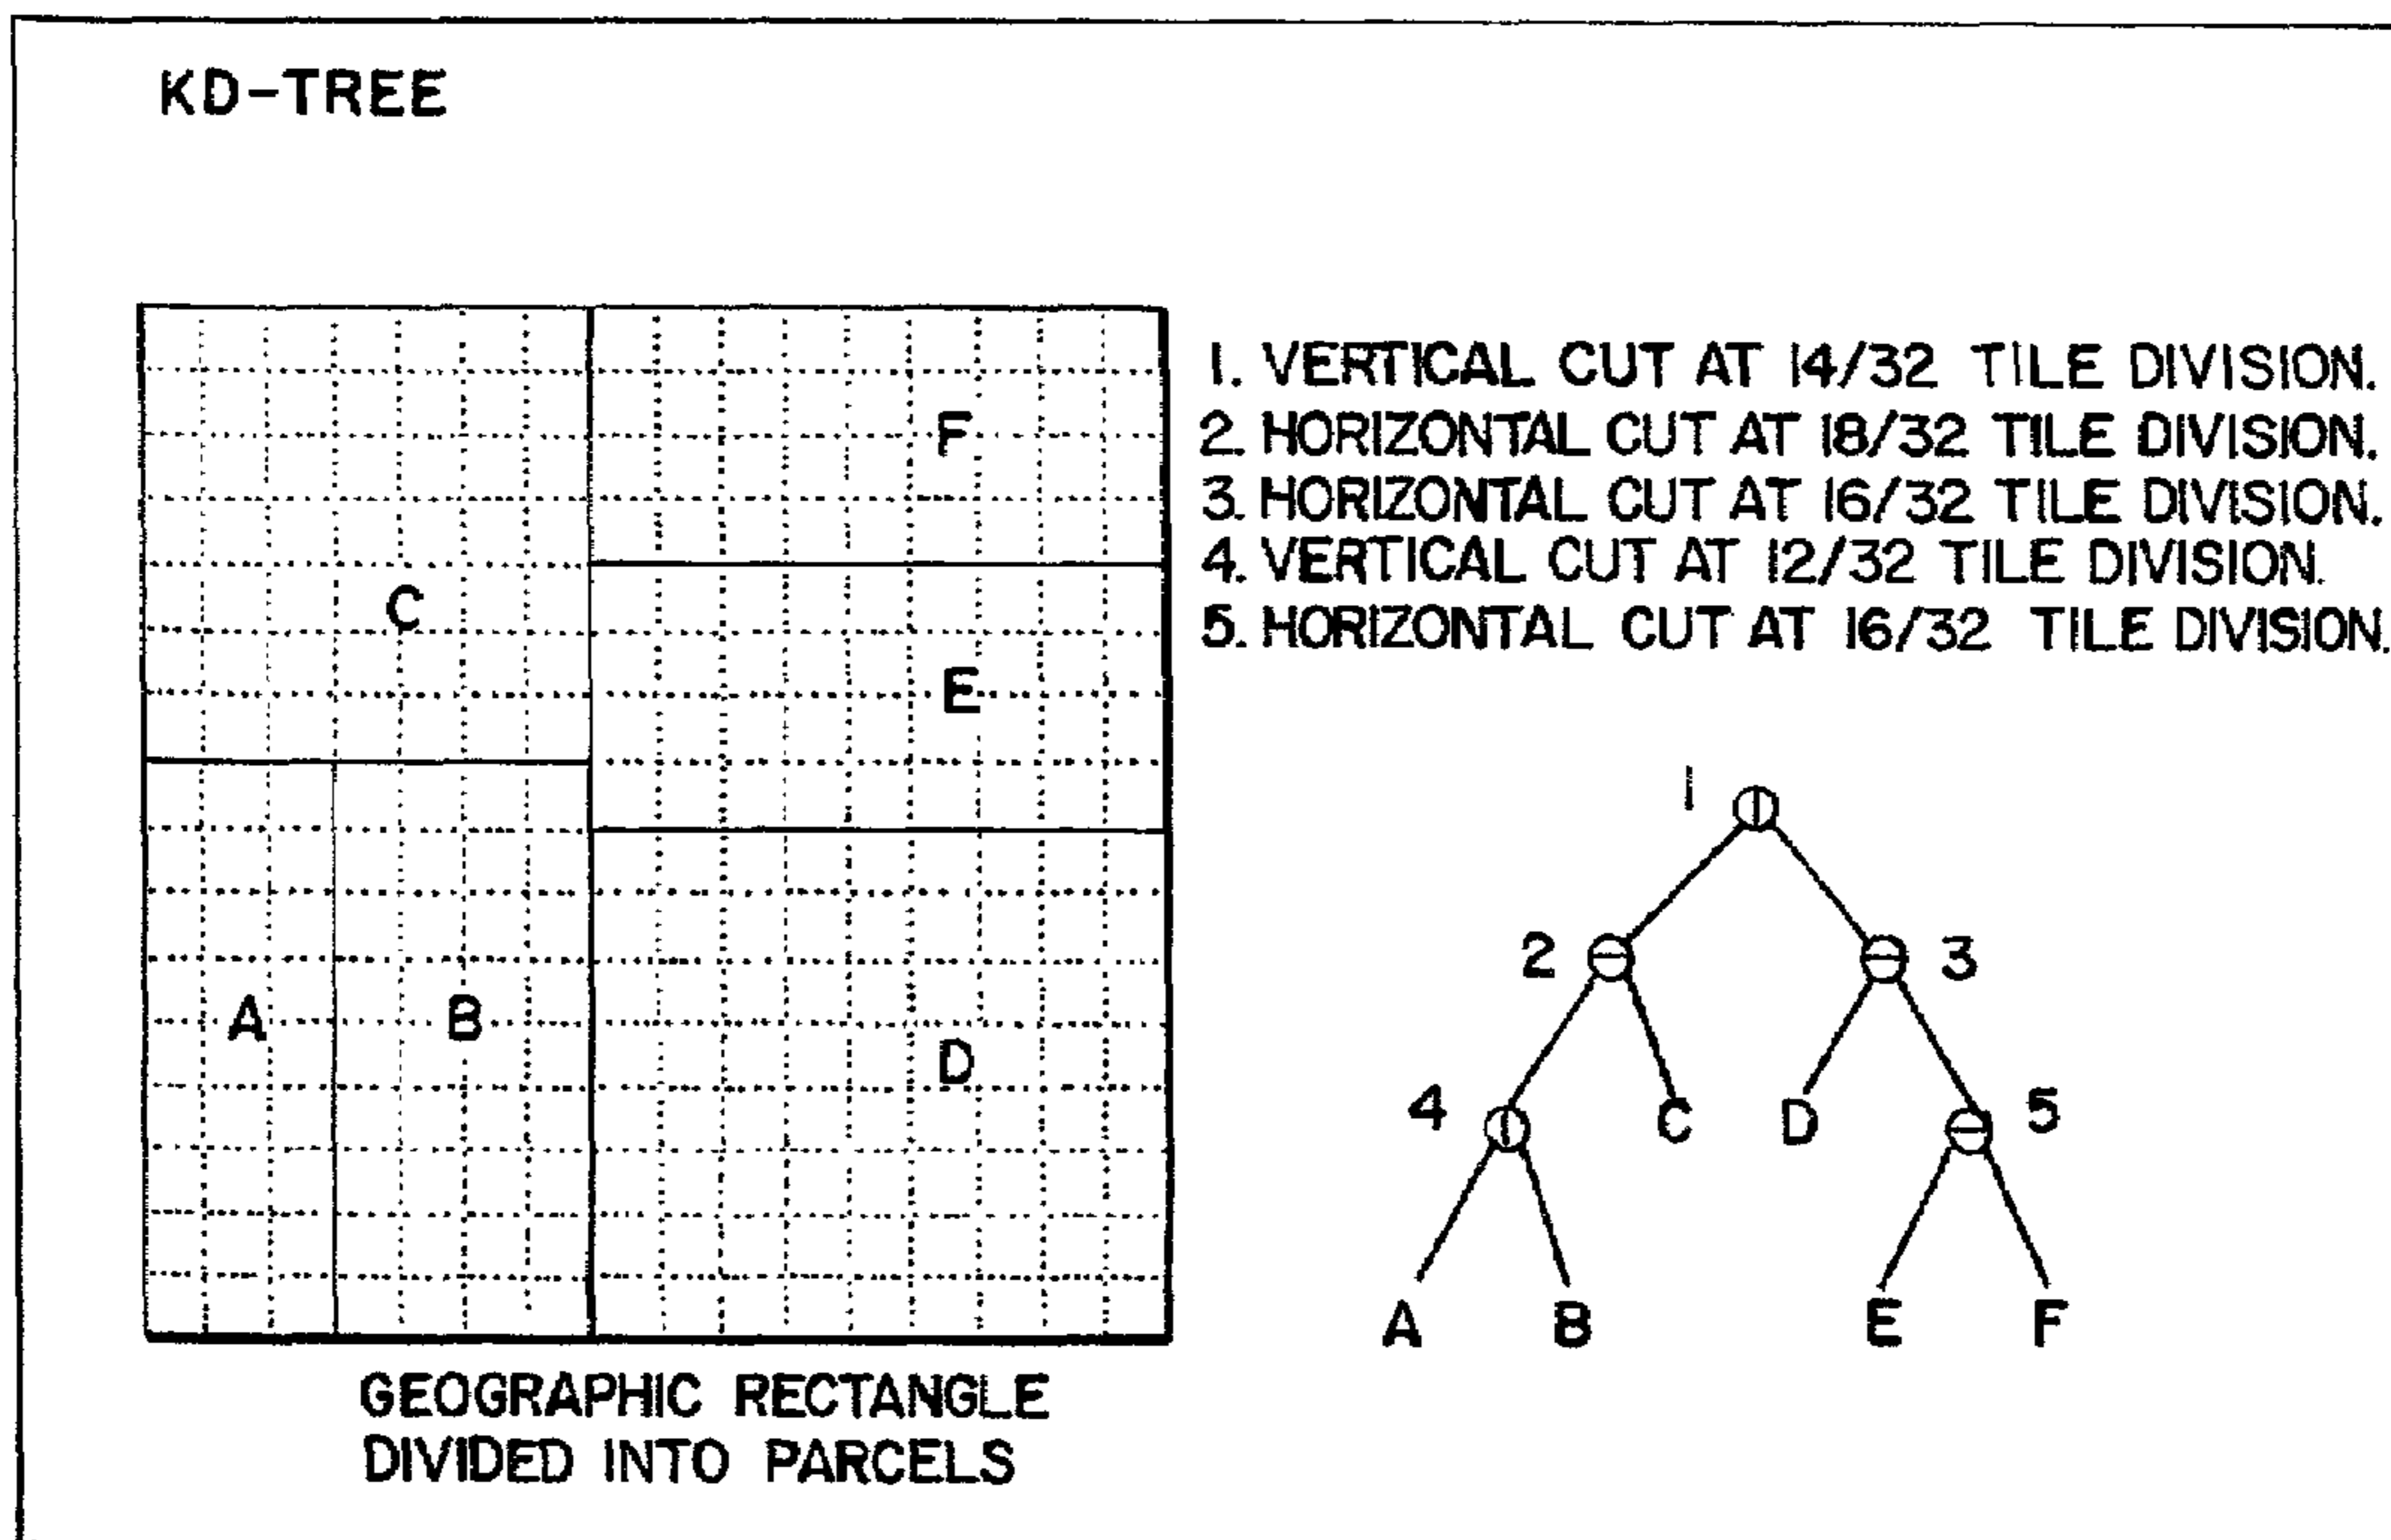 KD-TREE
F
C
E
A
B
D
GEOGRAPHIC RECTANGLE
DIVIDED INTO PARCELS
1. VERTICAL CUT AT 14/32 TILE DIVISION.
2. HORIZONTAL CUT AT 18/32 TILE DIVISION.
3. HORIZONTAL CUT AT 16/32 TILE DIVISION.
4. VERTICAL CUT AT 12/32 TILE DIVISION.
5. HORIZONTAL CUT AT 16/32 TILE DIVISION.
1
2 3
4 C D 5
A B E F